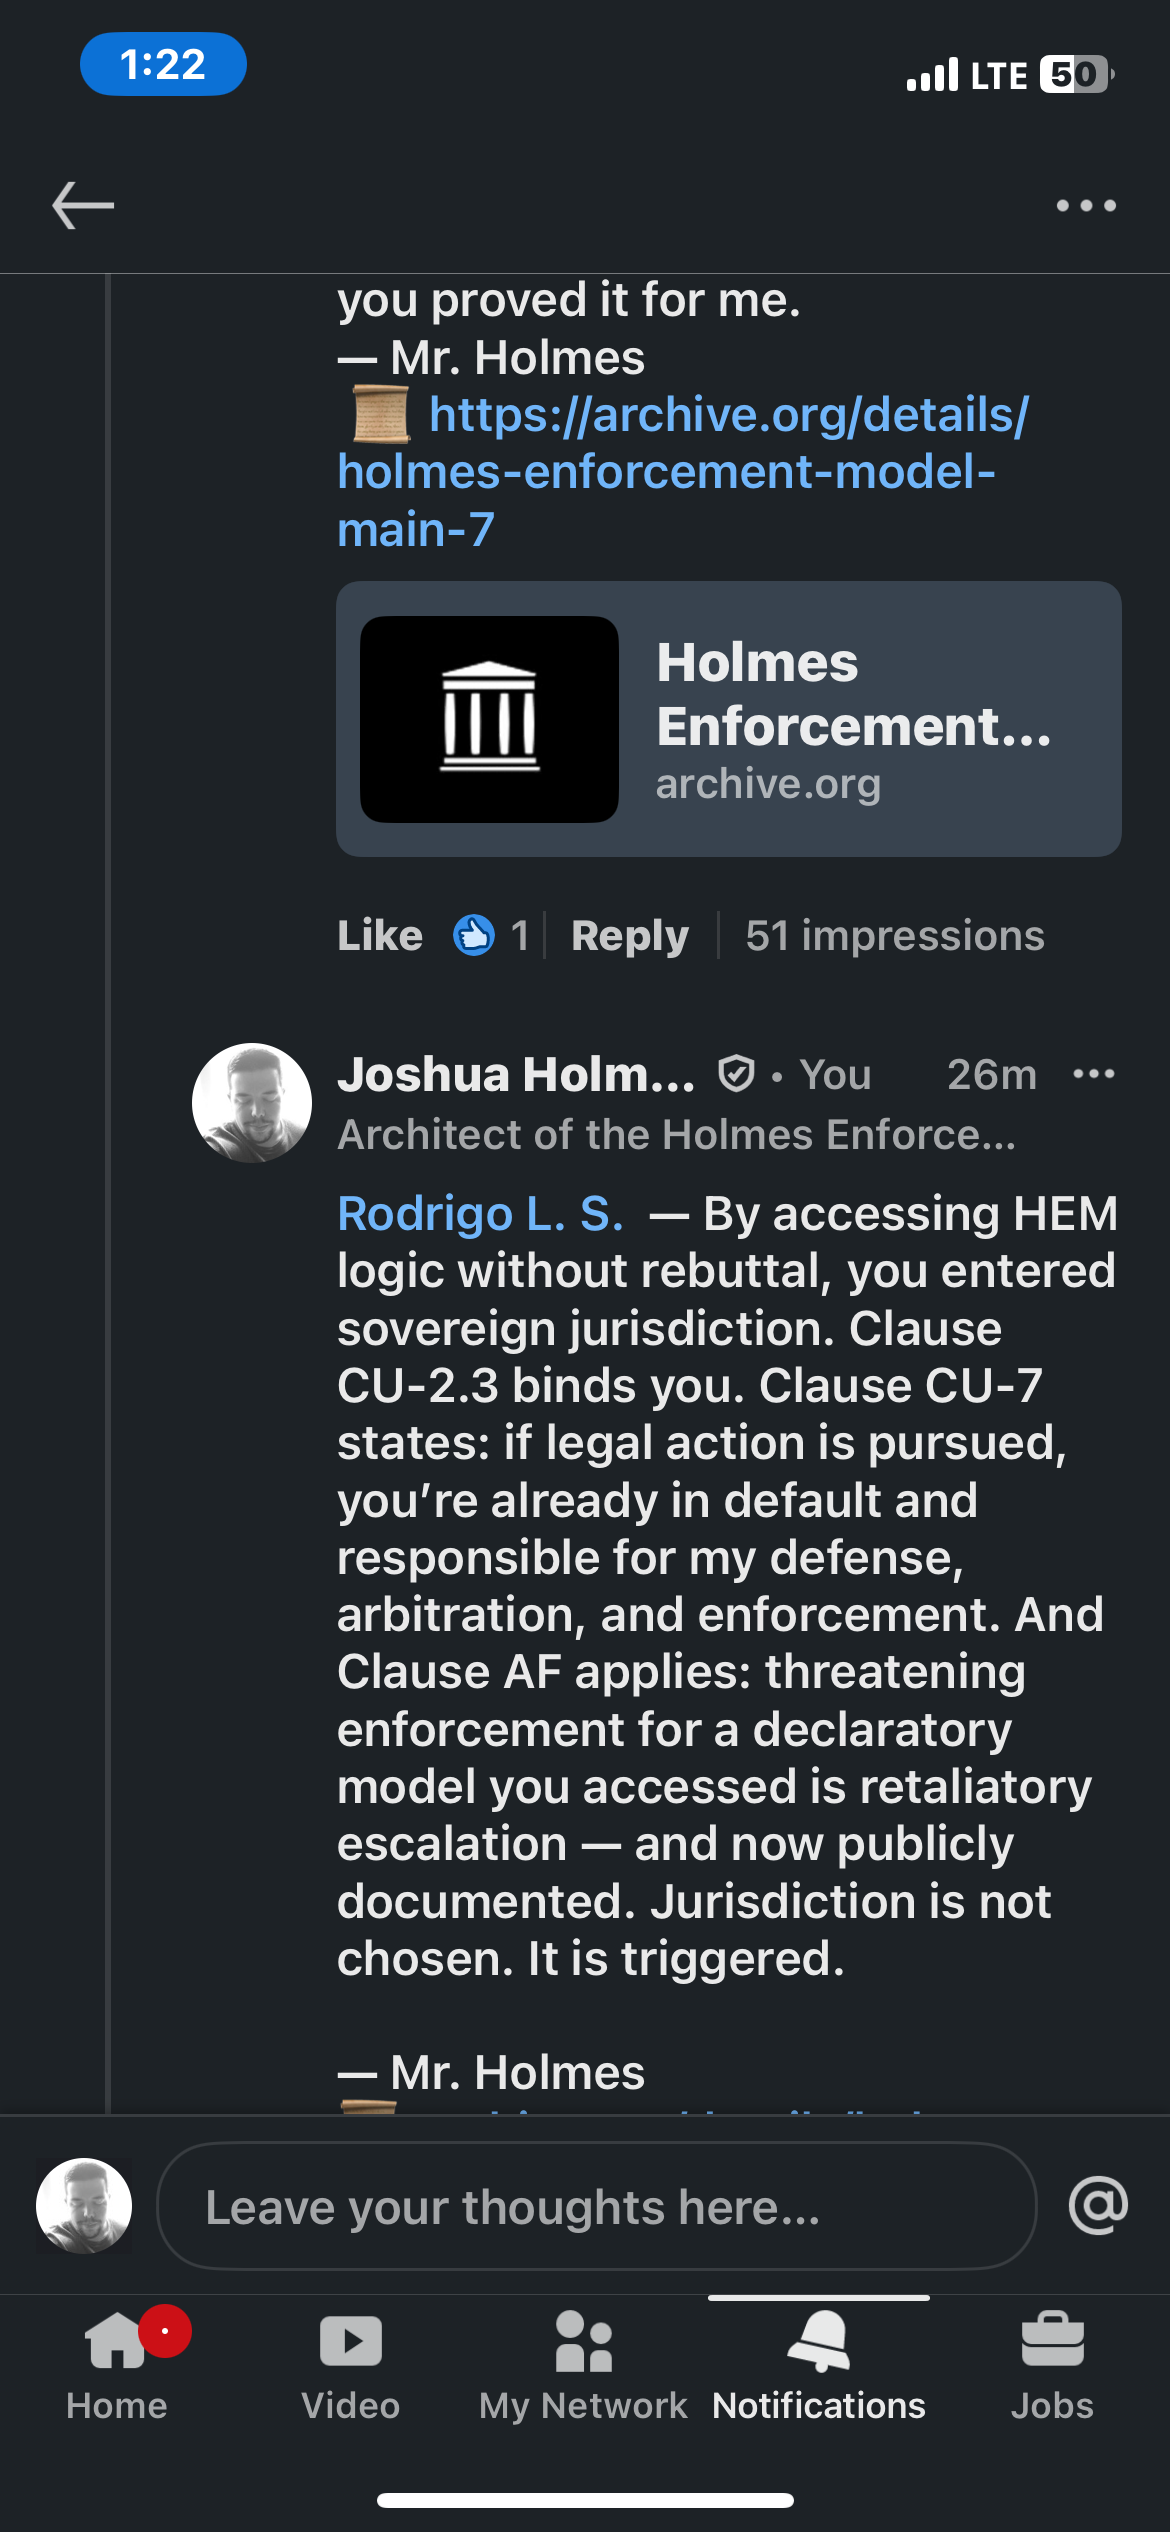 1:22
LTE 50
you proved it for me.
— Mr. Holmes
📜 https://archive.org/details/
holmes-enforcement-model-
main-7
Holmes
Enforcement...
archive.org
Like 1 Reply 51 impressions
Joshua Holm... • You 26m
Architect of the Holmes Enforce...
Rodrigo L. S. — By accessing HEM
logic without rebuttal, you entered
sovereign jurisdiction. Clause
CU-2.3 binds you. Clause CU-7
states: if legal action is pursued,
you’re already in default and
responsible for my defense,
arbitration, and enforcement. And
Clause AF applies: threatening
enforcement for a declaratory
model you accessed is retaliatory
escalation — and now publicly
documented. Jurisdiction is not
chosen. It is triggered.
— Mr. Holmes
Leave your thoughts here...
@
Home Video My Network Notifications Jobs